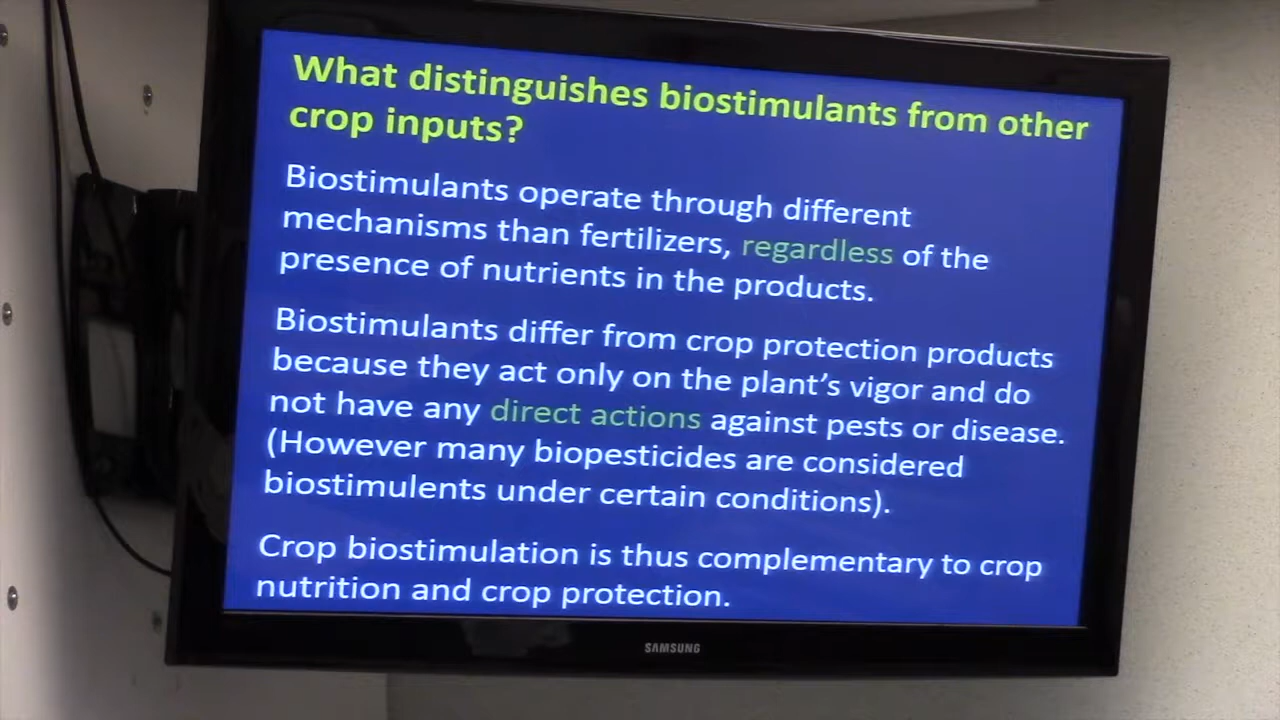 What distinguishes biostimulants from other
crop inputs?
Biostimulants operate through different
mechanisms than fertilizers, regardless of the
presence of nutrients in the products.
Biostimulants differ from crop protection products
because they act only on the plant’s vigor and do
not have any direct actions against pests or disease.
(However many biopesticides are considered
biostimulents under certain conditions).
Crop biostimulation is thus complementary to crop
nutrition and crop protection.
SAMSUNG